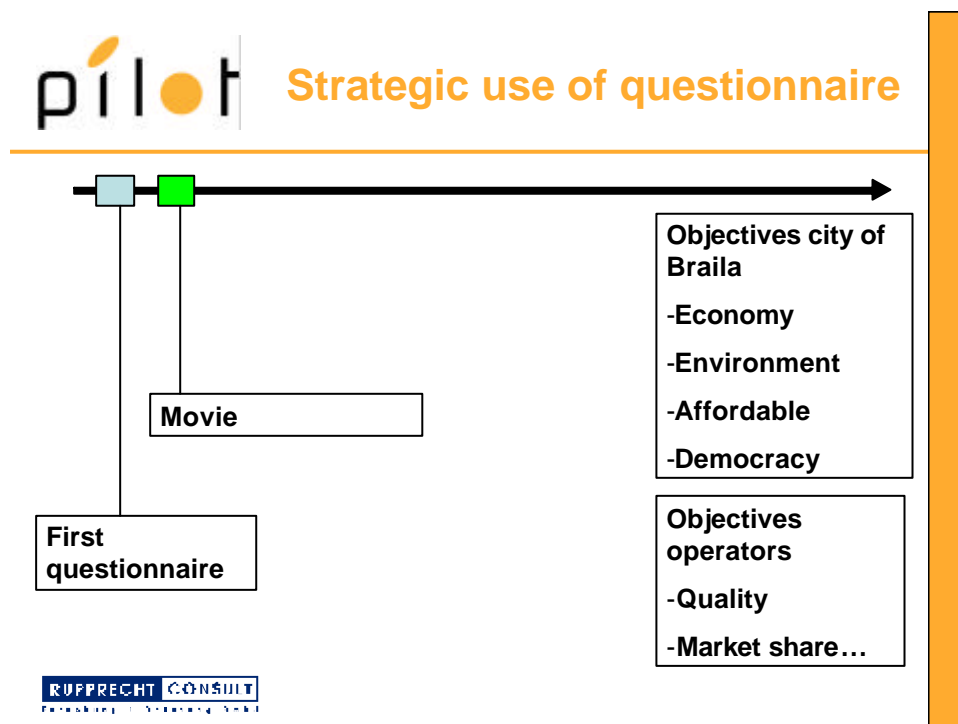 pílot
Strategic use of questionnaire
Objectives city of
Braila
-Economy
-Environment
-Affordable
-Democracy
Movie
First
questionnaire
Objectives
operators
-Quality
-Market share…
RUPPRECHT CONSULT